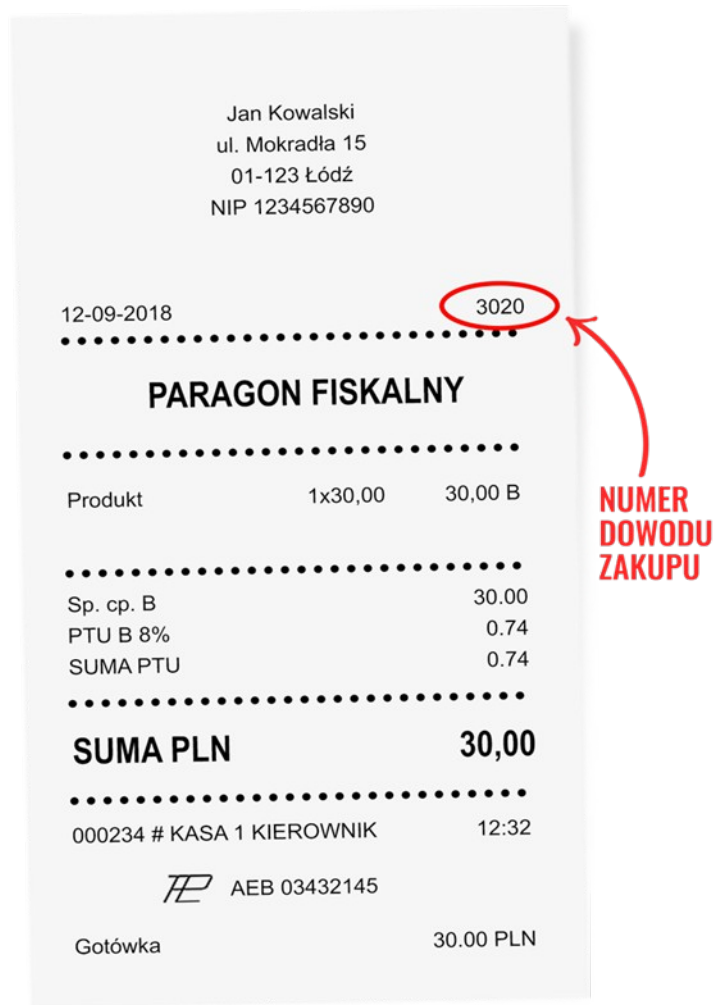 Jan Kowalski
ul. Mokradła 15
01-123 Łódź
NIP 1234567890
12-09-2018 3020
PARAGON FISKALNY
Produkt 1x30,00 30,00 B
NUMER
DOWODU
ZAKUPU
Sp. cp. B 30.00
PTU B 8% 0.74
SUMA PTU 0.74
SUMA PLN 30,00
000234 # KASA 1 KIEROWNIK 12:32
AEB 03432145
Gotówka 30.00 PLN